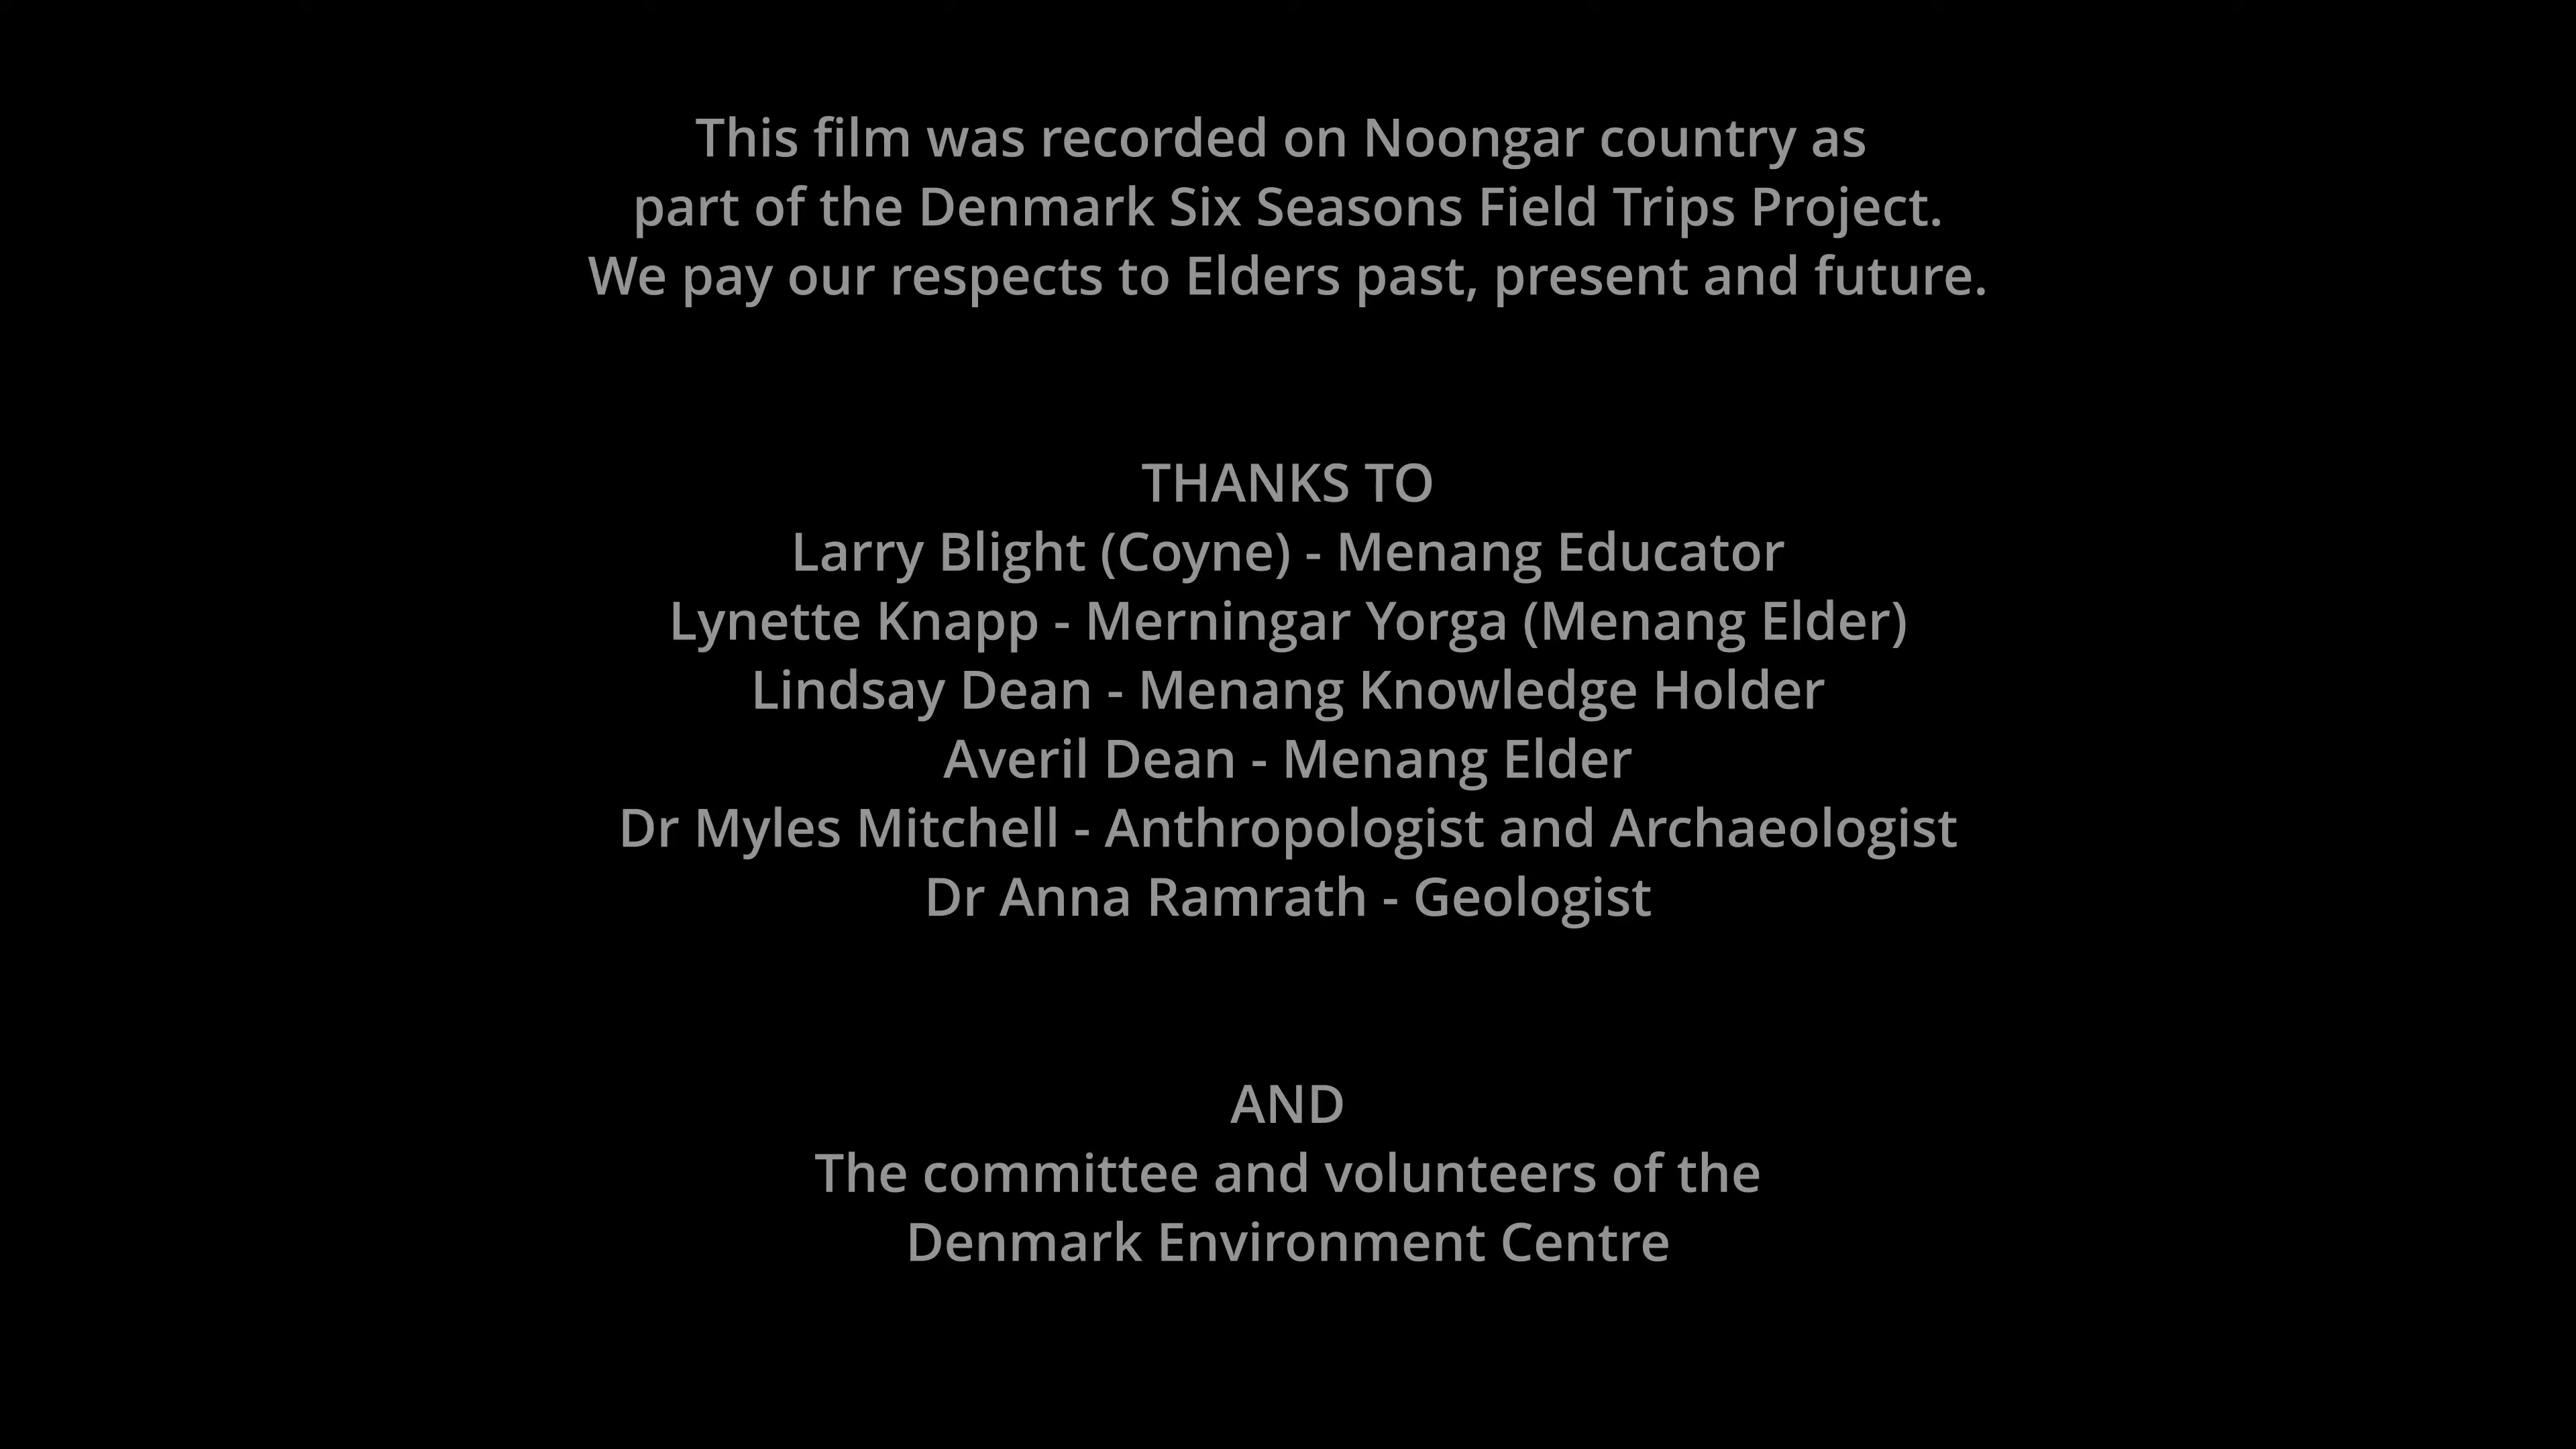 This film was recorded on Noongar country as
part of the Denmark Six Seasons Field Trips Project.
We pay our respects to Elders past, present and future.
THANKS TO
Larry Blight (Coyne) - Menang Educator
Lynette Knapp - Merningar Yorga (Menang Elder)
Lindsay Dean - Menang Knowledge Holder
Averil Dean - Menang Elder
Dr Myles Mitchell - Anthropologist and Archaeologist
Dr Anna Ramrath - Geologist
AND
The committee and volunteers of the
Denmark Environment Centre